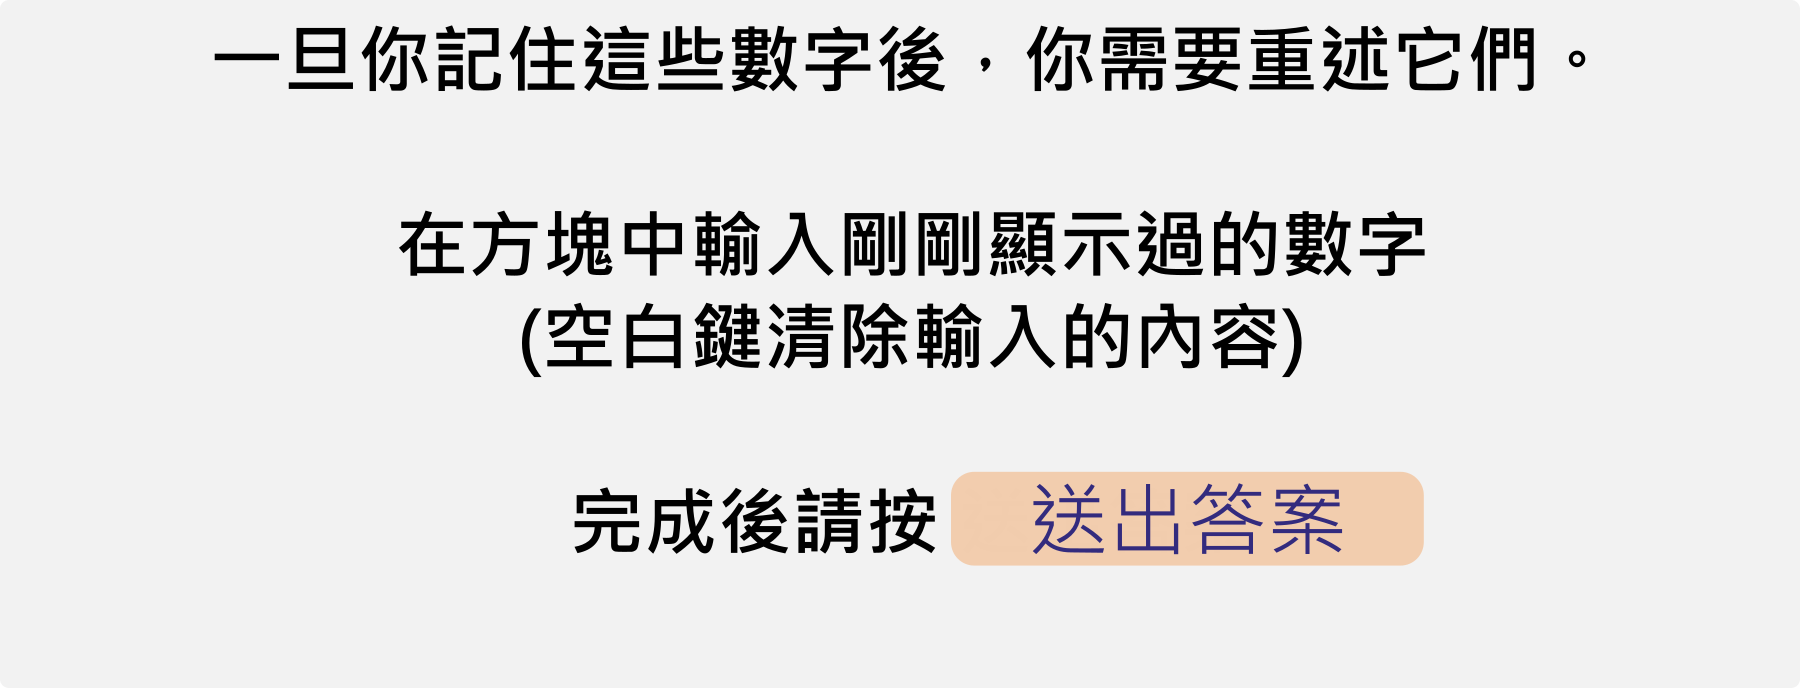 一旦你記住這些數字後，你需要重述它們。
在方塊中輸入剛剛顯示過的數字
(空白鍵清除輸入的內容)
完成後請按 送出答案